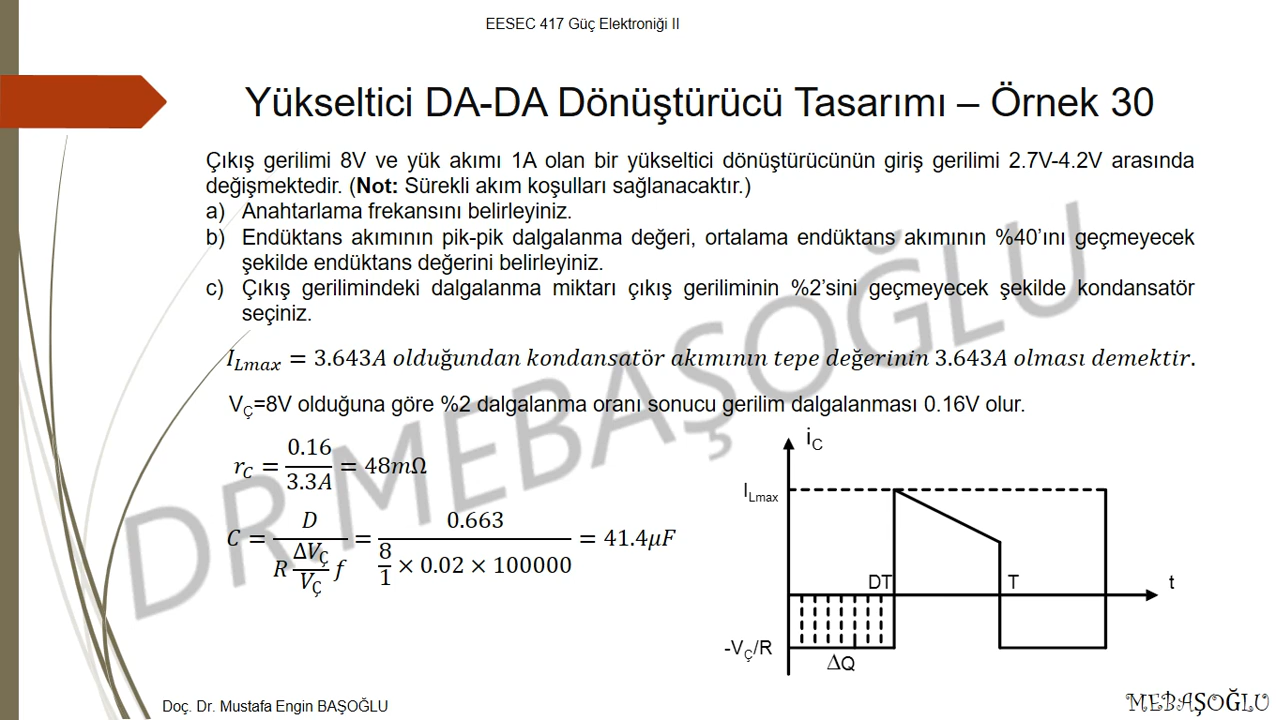 EESEC 417 Güç Elektroniği II
Yükseltici DA-DA Dönüştürücü Tasarımı – Örnek 30
Çıkış gerilimi 8V ve yük akımı 1A olan bir yükseltici dönüştürücünün giriş gerilimi 2.7V-4.2V arasında
değişmektedir. (Not: Sürekli akım koşulları sağlanacaktır.)
a) Anahtarlama frekansını belirleyiniz.
b) Endüktans akımının pik-pik dalgalanma değeri, ortalama endüktans akımının %40’ını geçmeyecek
şekilde endüktans değerini belirleyiniz.
c) Çıkış gerilimindeki dalgalanma miktarı çıkış geriliminin %2’sini geçmeyecek şekilde kondansatör
seçiniz.
I_Lmax = 3.643A olduğundan kondansatör akımının tepe değerinin 3.643A olması demektir.
V_Ç=8V olduğuna göre %2 dalgalanma oranı sonucu gerilim dalgalanması 0.16V olur.
r_C = 0.16 / 3.3A = 48mΩ
C = D / (R ΔV_Ç/V_Ç f) = 0.663 / (8/1 × 0.02 × 100000) = 41.4μF
i_C
I_Lmax
DT
T
t
-V_Ç/R
ΔQ
DR MEBAŞOĞLU
Doç. Dr. Mustafa Engin BAŞOĞLU
MEBAŞOĞLU